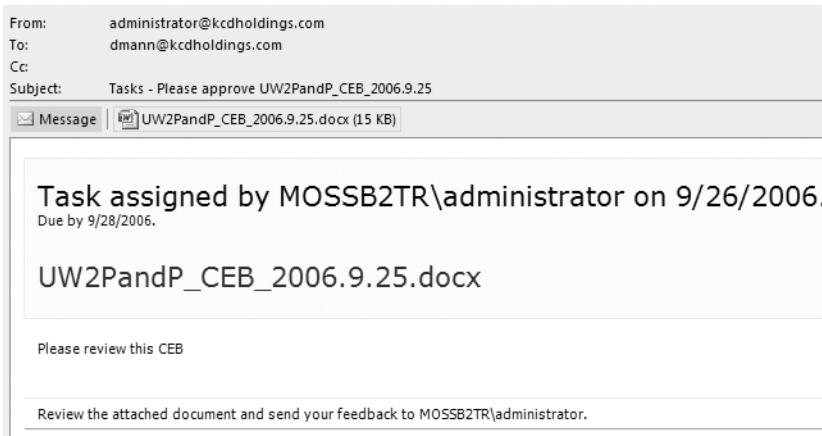 From: administrator@kcdholdings.com
To: dmann@kcdholdings.com
Cc:
Subject: Tasks - Please approve UW2PandP_CEB_2006.9.25
Message UW2PandP_CEB_2006.9.25.docx (15 KB)
Task assigned by MOSSB2TR\administrator on 9/26/2006.
Due by 9/28/2006.
UW2PandP_CEB_2006.9.25.docx
Please review this CEB
Review the attached document and send your feedback to MOSSB2TR\administrator.